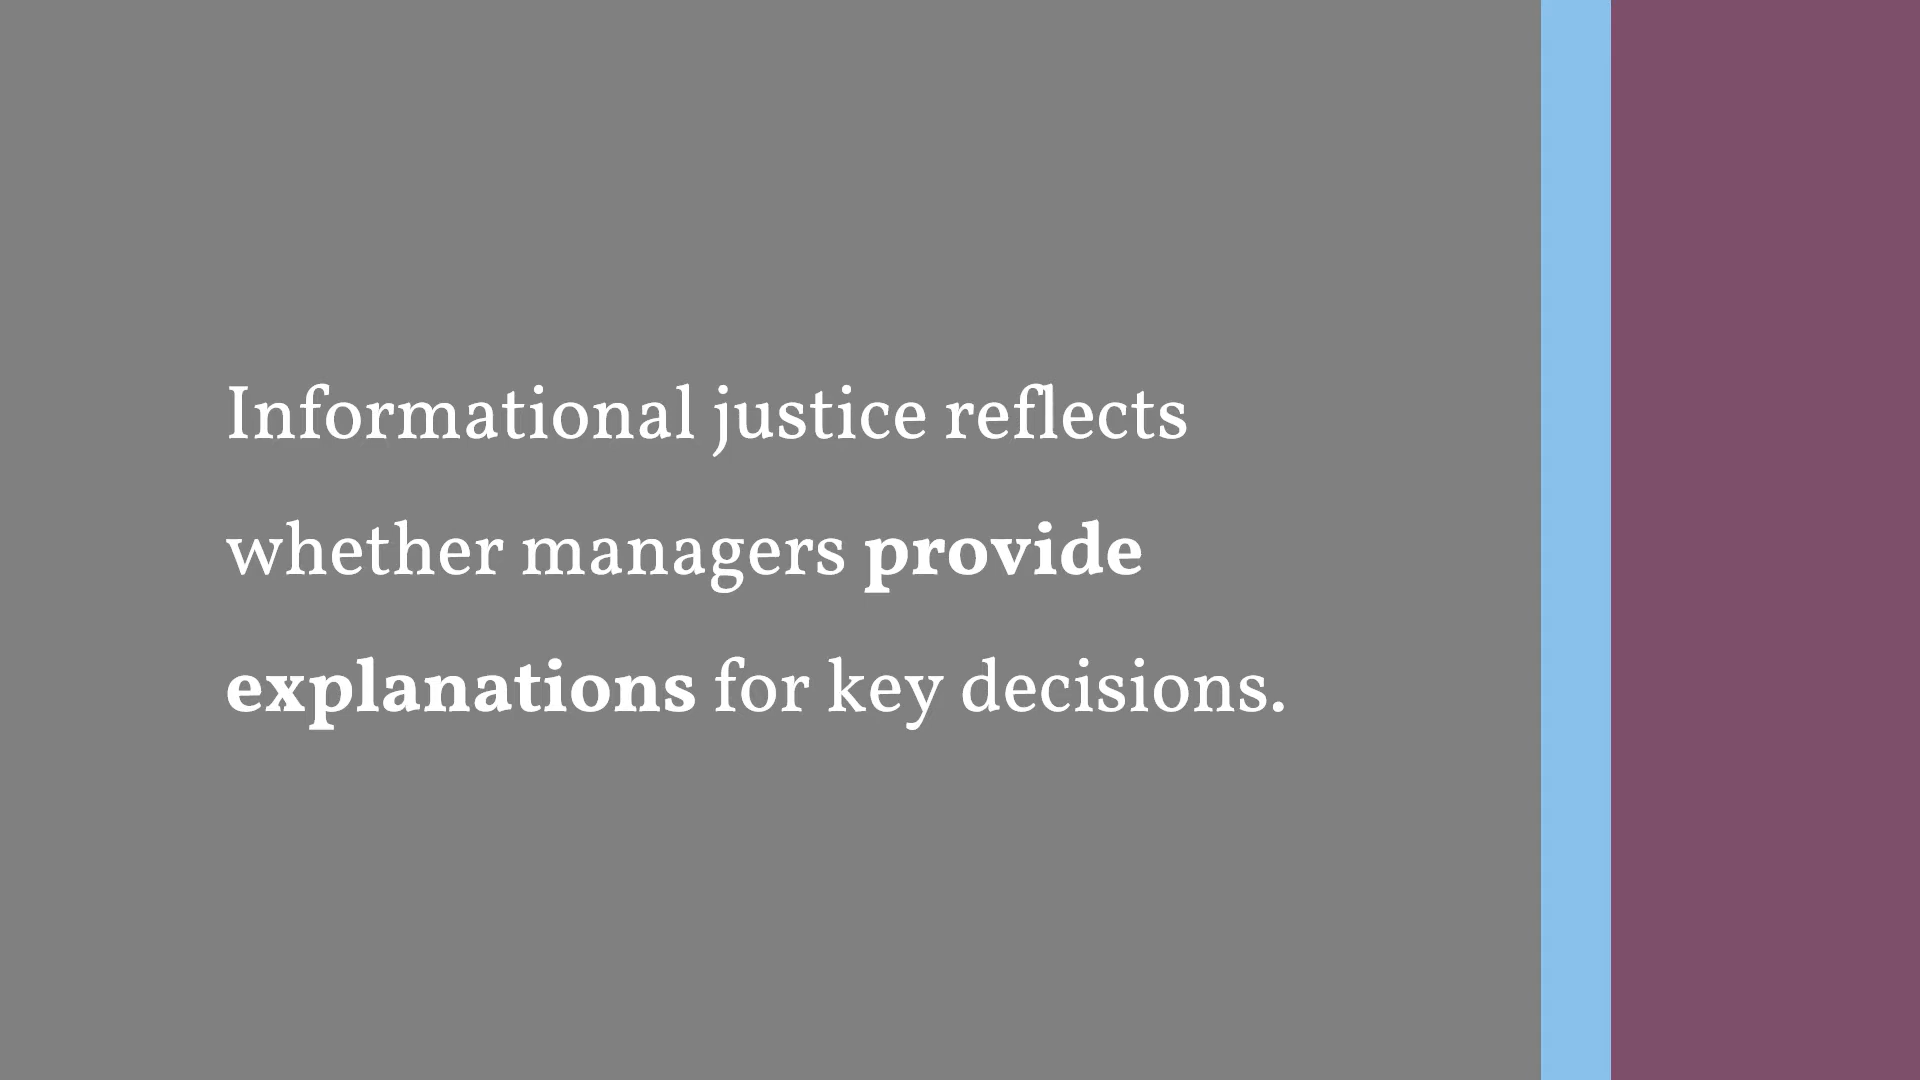 Informational justice reflects
whether managers provide
explanations for key decisions.